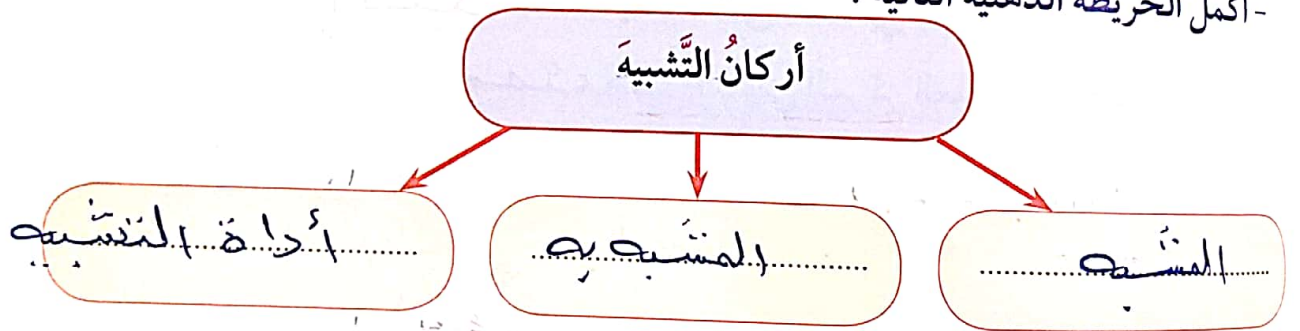 - أكمل الخريطة الذهنية التالية :
أركانُ التَّشبيهَ
المشبه
المشبه به
أداة التشبيه